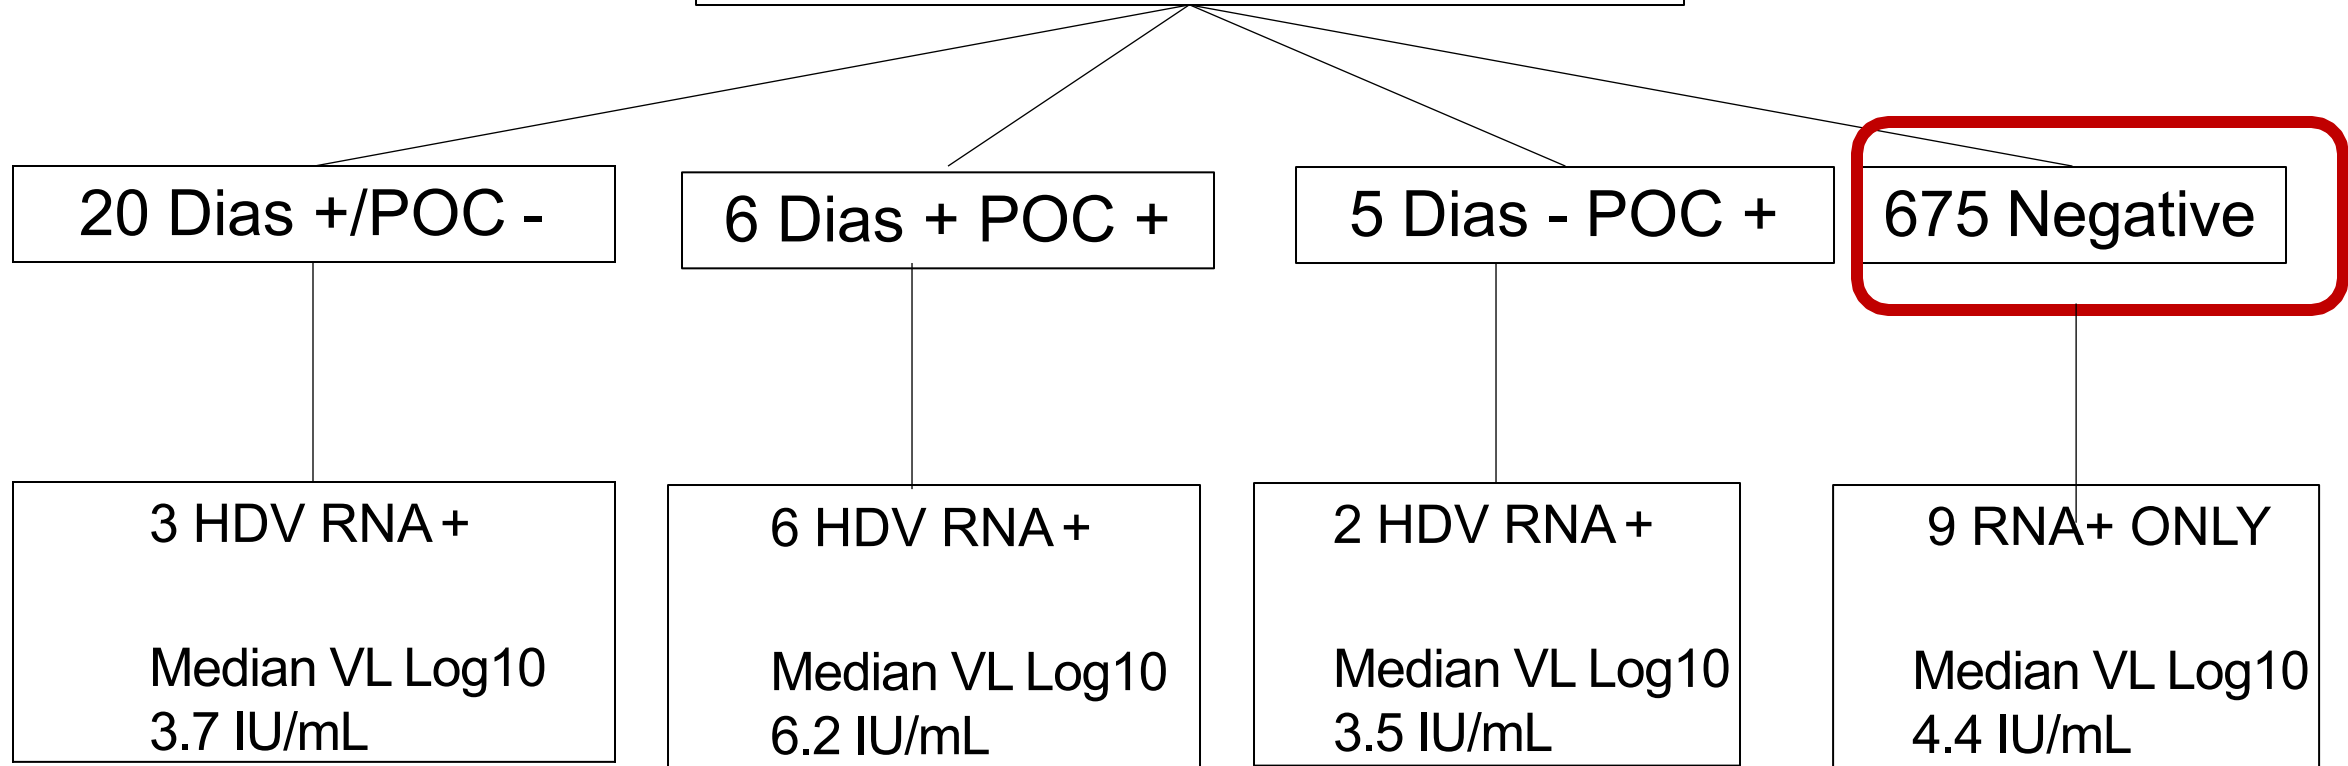 20 Dias +/POC -
6 Dias + POC +
5 Dias - POC +
675 Negative
3 HDV RNA +
Median VL Log10
3.7 IU/mL
6 HDV RNA +
Median VL Log10
6.2 IU/mL
2 HDV RNA +
Median VL Log10
3.5 IU/mL
9 RNA+ ONLY
Median VL Log10
4.4 IU/mL